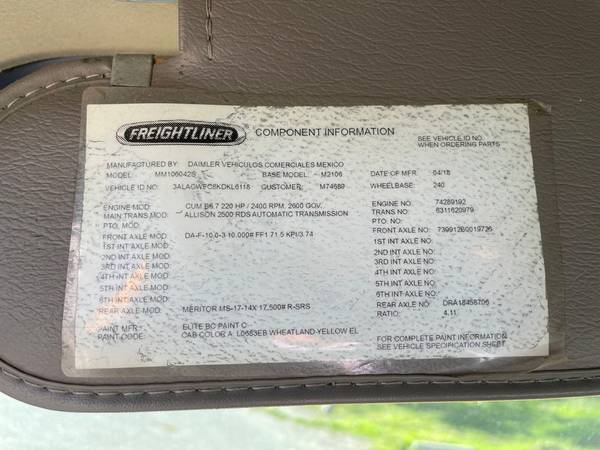 FREIGHTLINER COMPONENT INFORMATION
SEE VEHICLE ID NO.
WHEN ORDERING PARTS
MANUFACTURED BY: DAIMLER VEHICULOS COMERCIALES MEXICO
MODEL: MM106042S BASE MODEL: M2106 DATE OF MFR 04/18
VEHICLE ID NO: CUSTOMER: M74689 WHEELBASE: 240
ENGINE MOD: CUM B6.7 220 HP / 2400 RPM. 2600 GOV. ENGINE NO: 74289192
MAIN TRANS MOD: ALLISON 2500 RDS AUTOMATIC TRANSMISSION TRANS NO: 6311620979
PTO. MOD: PTO. NO:
FRONT AXLE MOD: DA-F-10.0-3 10,000# FF1 71.5 KPI/3.74 FRONT AXLE NO: 73991280019726
1ST INT AXLE MOD: 1ST INT AXLE NO:
2ND INT AXLE MOD: 2ND INT AXLE NO:
3RD INT AXLE MOD: 3RD INT AXLE NO:
4TH INT AXLE MOD: 4TH INT AXLE NO:
5TH INT AXLE MOD: 5TH INT AXLE NO:
6TH INT AXLE MOD: 6TH INT AXLE NO:
REAR AXLE MOD: MERITOR MS-17-14X 17,500# R-SRS REAR AXLE NO: DRA18458706
RATIO: 4.11
PAINT MFR: ELITE BC PAINT
PAINT CODE: CAB COLOR A: L0683EB WHEATLAND YELLOW EL
FOR COMPLETE PAINT INFORMATION
SEE VEHICLE SPECIFICATION SHEET